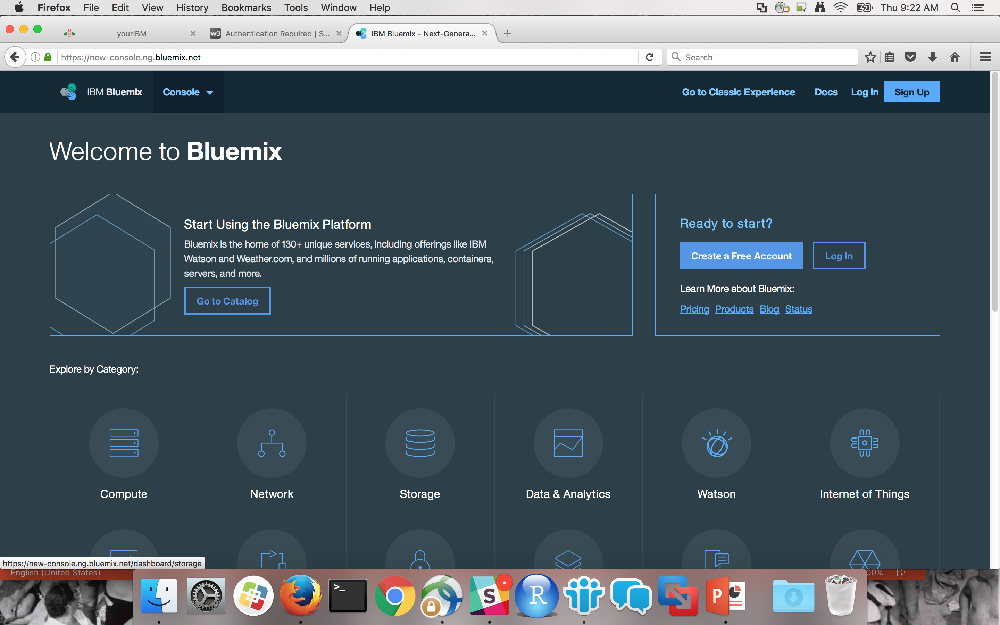 Firefox File Edit View History Bookmarks Tools Window Help Thu 9:22 AM
yourIBM w3 Authentication Required | S... IBM Bluemix - Next-Genera...
https://new-console.ng.bluemix.net Search
IBM Bluemix Console Go to Classic Experience Docs Log In Sign Up
Welcome to Bluemix
Start Using the Bluemix Platform
Bluemix is the home of 130+ unique services, including offerings like IBM
Watson and Weather.com, and millions of running applications, containers,
servers, and more.
Go to Catalog
Ready to start?
Create a Free Account Log In
Learn More about Bluemix:
Pricing Products Blog Status
Explore by Category:
Compute Network Storage Data & Analytics Watson Internet of Things
https://new-console.ng.bluemix.net/dashboard/storage
English (United States) 00%
>_ S R P